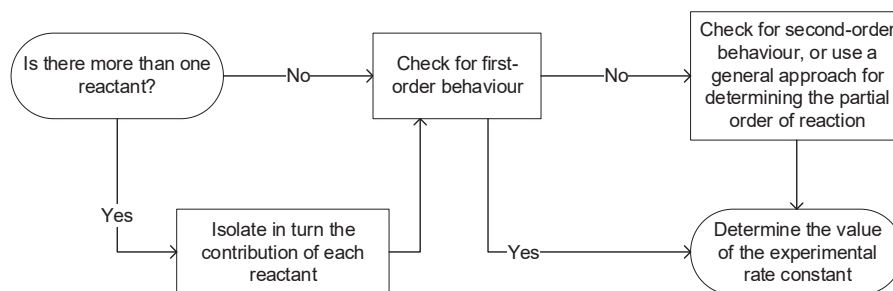 Is there more than one
reactant?
No
Check for first-
order behaviour
No
Check for second-order
behaviour, or use a
general approach for
determining the partial
order of reaction
Yes
Isolate in turn the
contribution of each
reactant
Yes
Determine the value
of the experimental
rate constant